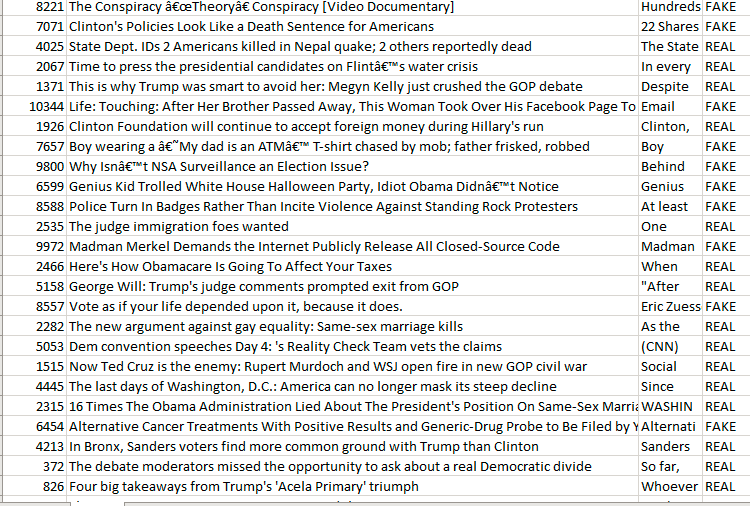 8221 The Conspiracy â€œTheoryâ€ Conspiracy [Video Documentary] Hundreds FAKE
7071 Clinton's Policies Look Like a Death Sentence for Americans 22 Shares FAKE
4025 State Dept. IDs 2 Americans killed in Nepal quake; 2 others reportedly dead The State REAL
2067 Time to press the presidential candidates on Flintâ€™s water crisis In every REAL
1371 This is why Trump was smart to avoid her: Megyn Kelly just crushed the GOP debate Despite REAL
10344 Life: Touching: After Her Brother Passed Away, This Woman Took Over His Facebook Page To Email FAKE
1926 Clinton Foundation will continue to accept foreign money during Hillary's run Clinton, REAL
7657 Boy wearing a â€˜My dad is an ATMâ€™ T-shirt chased by mob; father frisked, robbed Boy FAKE
9800 Why Isnâ€™t NSA Surveillance an Election Issue? Behind FAKE
6599 Genius Kid Trolled White House Halloween Party, Idiot Obama Didnâ€™t Notice Genius FAKE
8588 Police Turn In Badges Rather Than Incite Violence Against Standing Rock Protesters At least FAKE
2535 The judge immigration foes wanted One REAL
9972 Madman Merkel Demands the Internet Publicly Release All Closed-Source Code Madman FAKE
2466 Here's How Obamacare Is Going To Affect Your Taxes When REAL
5158 George Will: Trump's judge comments prompted exit from GOP "After REAL
8557 Vote as if your life depended upon it, because it does. Eric Zuess FAKE
2282 The new argument against gay equality: Same-sex marriage kills As the REAL
5053 Dem convention speeches Day 4: 's Reality Check Team vets the claims (CNN) REAL
1515 Now Ted Cruz is the enemy: Rupert Murdoch and WSJ open fire in new GOP civil war Social REAL
4445 The last days of Washington, D.C.: America can no longer mask its steep decline Since REAL
2315 16 Times The Obama Administration Lied About The President's Position On Same-Sex Marria WASHIN REAL
6454 Alternative Cancer Treatments With Positive Results and Generic-Drug Probe to Be Filed by Y Alternati FAKE
4213 In Bronx, Sanders voters find more common ground with Trump than Clinton Sanders REAL
372 The debate moderators missed the opportunity to ask about a real Democratic divide So far, REAL
826 Four big takeaways from Trump's 'Acela Primary' triumph Whoever REAL